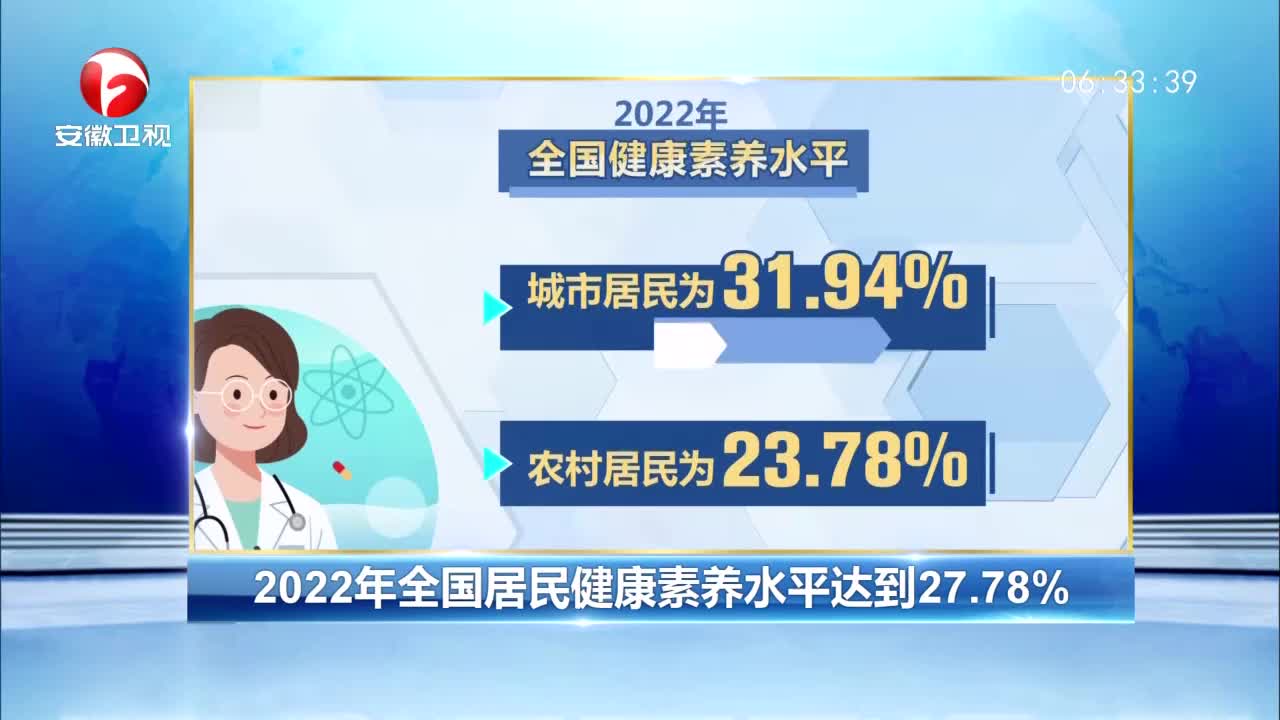 安徽卫视
06:33:39
2022年
全国健康素养水平
城市居民为31.94%
农村居民为23.78%
2022年全国居民健康素养水平达到27.78%